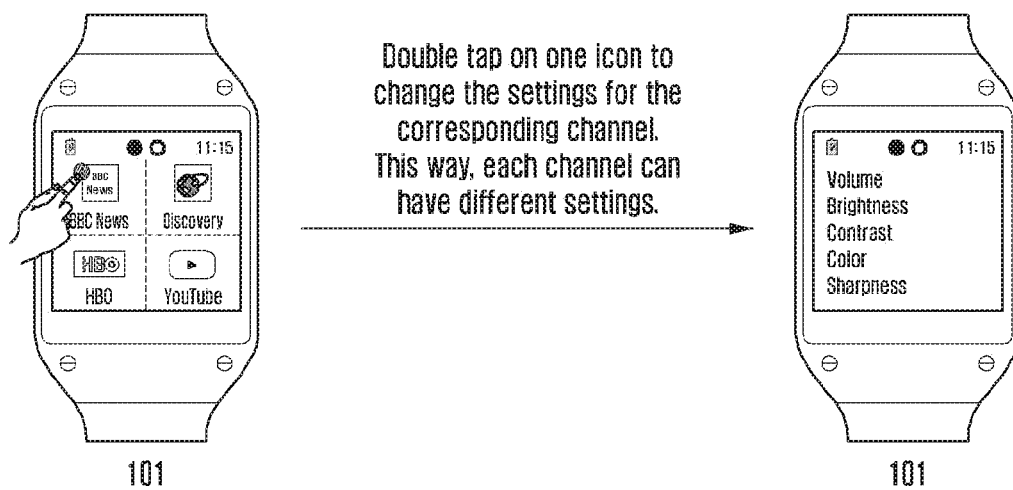 11:15
BBC
News
BBC News
Discovery
HBO
HBO
YouTube
101
Double tap on one icon to
change the settings for the
corresponding channel.
This way, each channel can
have different settings.
11:15
Volume
Brightness
Contrast
Color
Sharpness
101